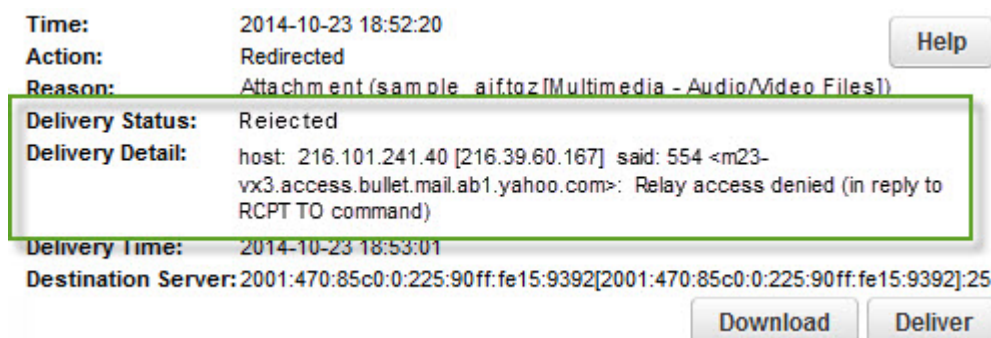 Time: 2014-10-23 18:52:20
Help
Action: Redirected
Reason: Attachment (sample_aif.tgz [Multimedia - Audio/Video Files])
Delivery Status: Rejected
Delivery Detail: host: 216.101.241.40 [216.39.60.167] said: 554 <m23-
vx3.access.bullet.mail.ab1.yahoo.com>: Relay access denied (in reply to
RCPT TO command)
Delivery Time: 2014-10-23 18:53:01
Destination Server: 2001:470:85c0:0:225:90ff:fe15:9392[2001:470:85c0:0:225:90ff:fe15:9392]:25
Download Deliver